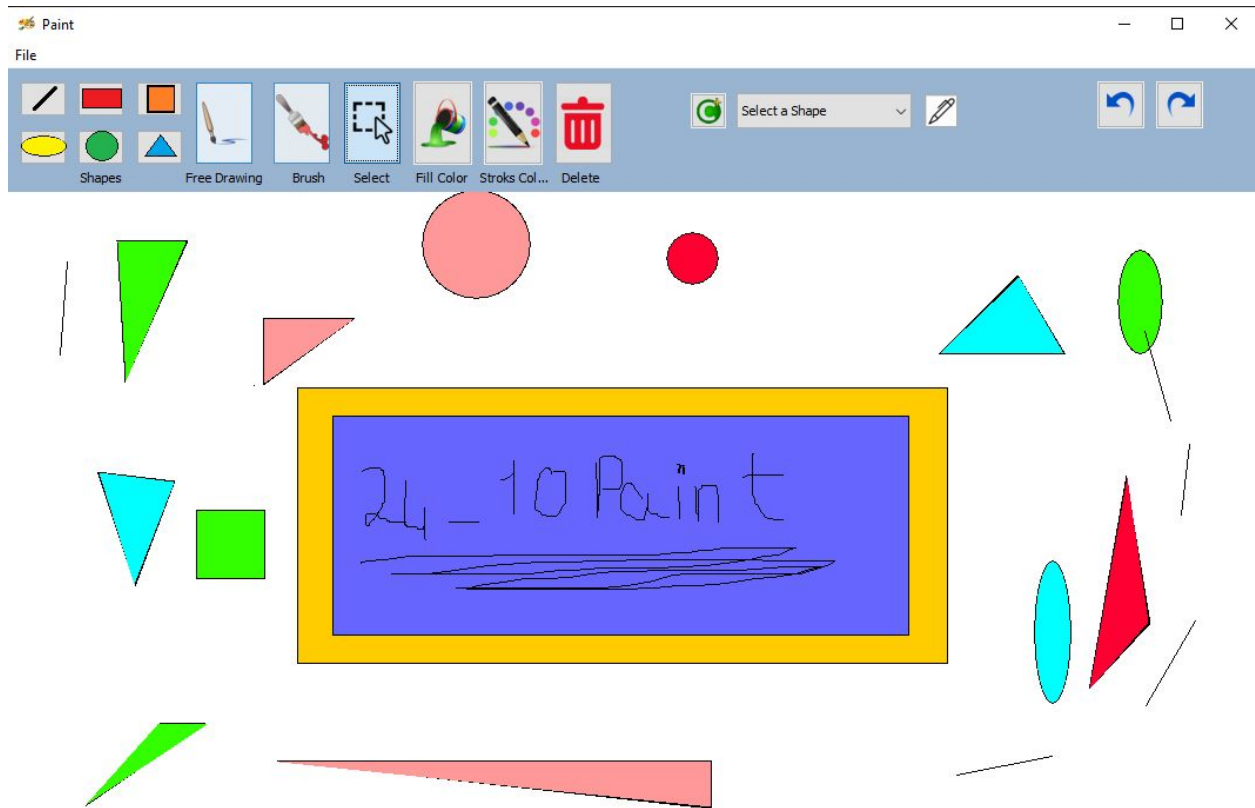 Paint
File
Select a Shape
Shapes
Free Drawing
Brush
Select
Fill Color
Stroks Col...
Delete
24_10 Paint